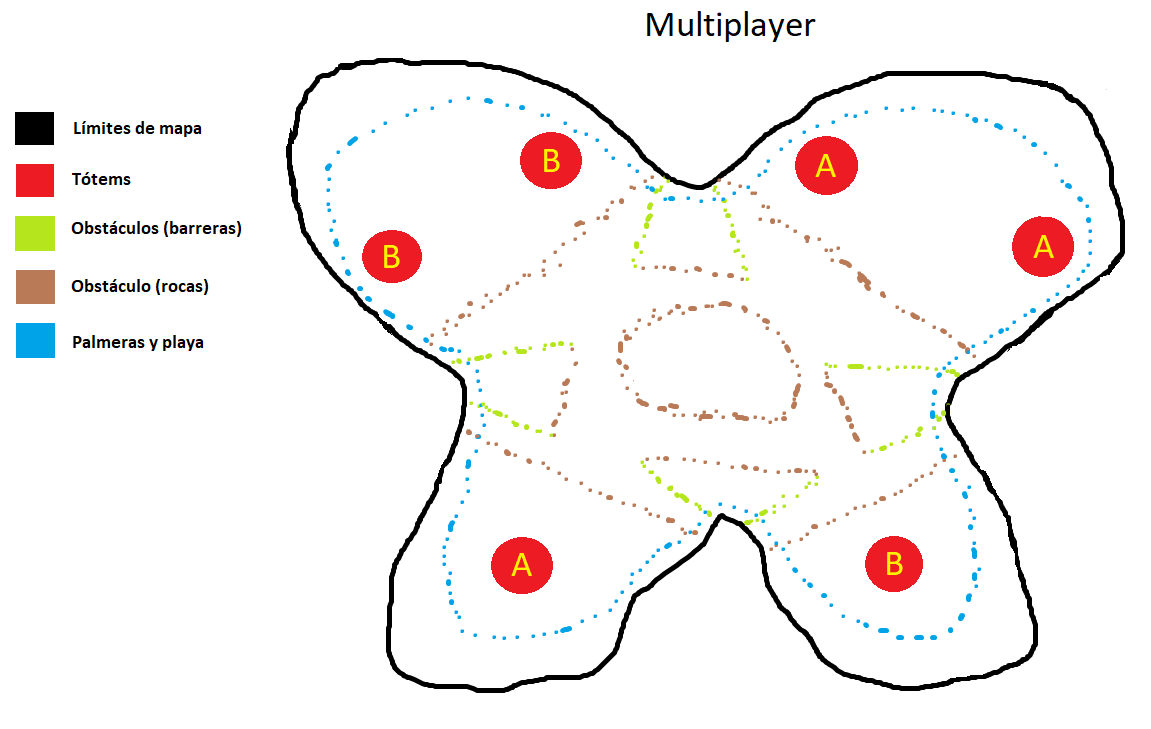 Multiplayer
Límites de mapa
Tótems
Obstáculos (barreras)
Obstáculo (rocas)
Palmeras y playa
B
A
B
A
A
B